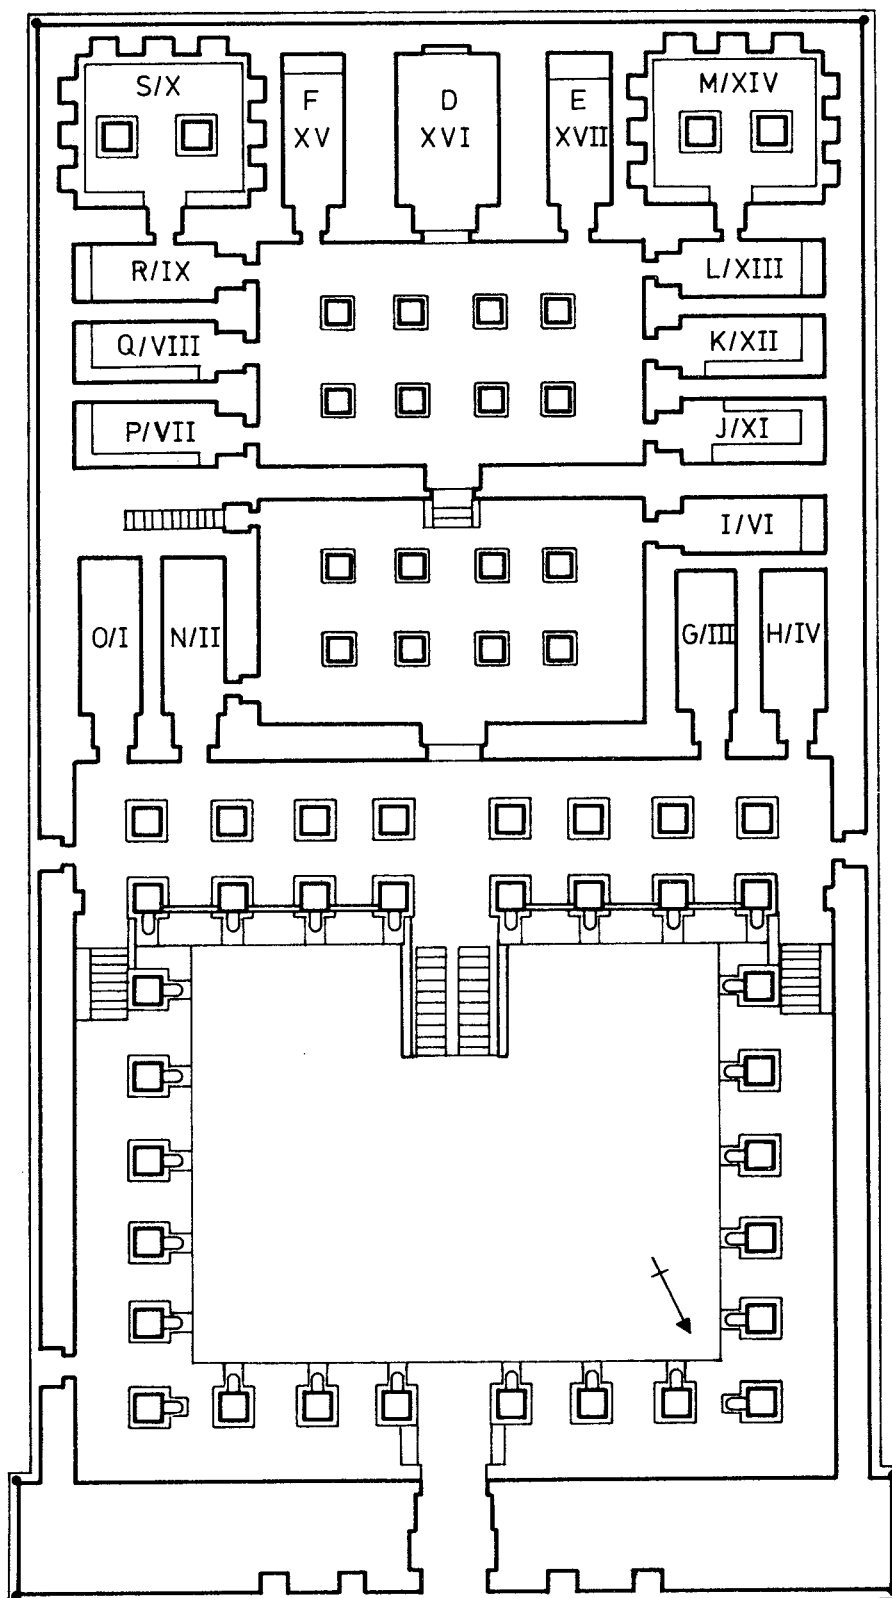 S/X
F
XV
D
XVI
E
XVII
M/XIV
R/IX
L/XIII
Q/VIII
K/XII
P/VII
J/XI
I/VI
O/I
N/II
G/III
H/IV